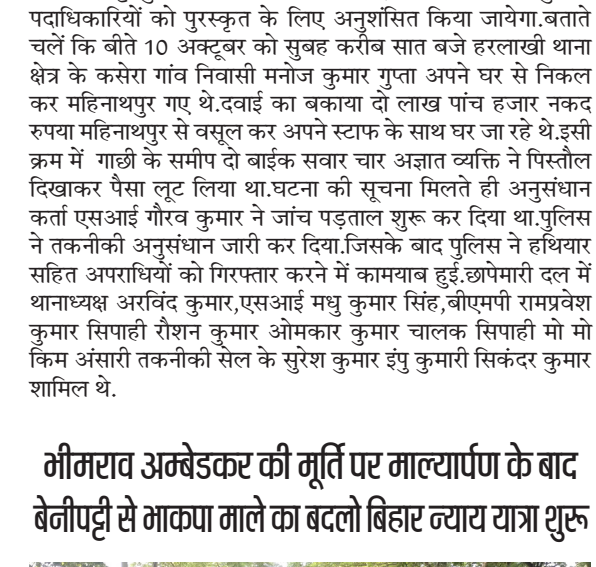 पदाधिकारियों को पुरस्कृत के लिए अनुशंसित किया जायेगा.बताते
चलें कि बीते 10 अक्टूबर को सुबह करीब सात बजे हरलाखी थाना
क्षेत्र के कसेरा गांव निवासी मनोज कुमार गुप्ता अपने घर से निकल
कर महिनाथपुर गए थे.दवाई का बकाया दो लाख पांच हजार नकद
रुपया महिनाथपुर से वसूल कर अपने स्टाफ के साथ घर जा रहे थे.इसी
क्रम में गाछी के समीप दो बाईक सवार चार अज्ञात व्यक्ति ने पिस्तौल
दिखाकर पैसा लूट लिया था.घटना की सूचना मिलते ही अनुसंधान
कर्ता एसआई गौरव कुमार ने जांच पड़ताल शुरू कर दिया था.पुलिस
ने तकनीकी अनुसंधान जारी कर दिया.जिसके बाद पुलिस ने हथियार
सहित अपराधियों को गिरफ्तार करने में कामयाब हुई.छापेमारी दल में
थानाध्यक्ष अरविंद कुमार,एसआई मधु कुमार सिंह,बीएमपी रामप्रवेश
कुमार सिपाही रौशन कुमार ओमकार कुमार चालक सिपाही मो मो
किम अंसारी तकनीकी सेल के सुरेश कुमार इंपु कुमारी सिकंदर कुमार
शामिल थे.
भीमराव अम्बेडकर की मूर्ति पर माल्यार्पण के बाद
बेनीपट्टी से भाकपा माले का बदलो बिहार न्याय यात्रा शुरू